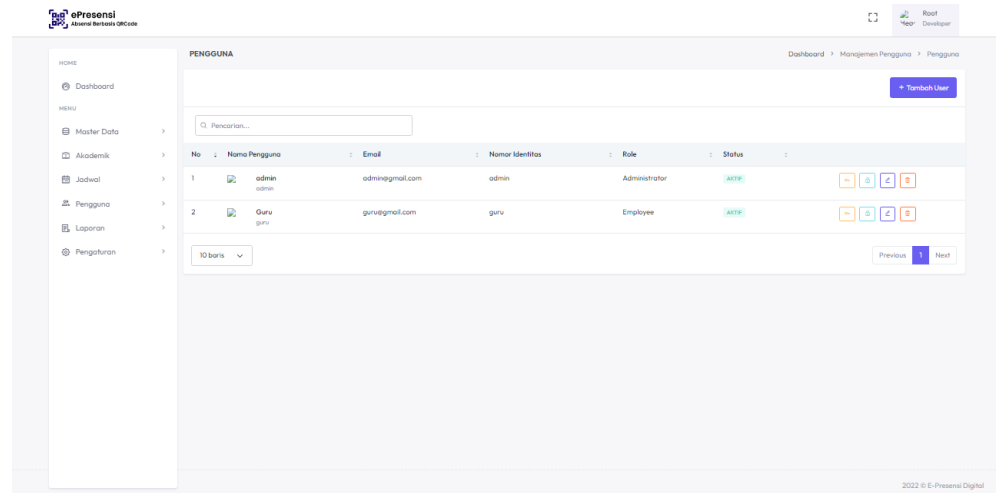 ePresensi
Absensi Berbasis QRCode
Root
Developer
HOME
Dashboard
MENU
Master Data
Akademik
Jadwal
Pengguna
Laporan
Pengaturan
PENGGUNA
Dashboard > Manajemen Pengguna > Pengguna
+ Tambah User
Pencarian...
No Nama Pengguna Email Nomor Identitas Role Status
1 admin admin@gmail.com admin Administrator AKTIF
admin
2 Guru guru@gmail.com guru Employee AKTIF
guru
10 baris
Previous 1 Next
2022 © E-Presensi Digital